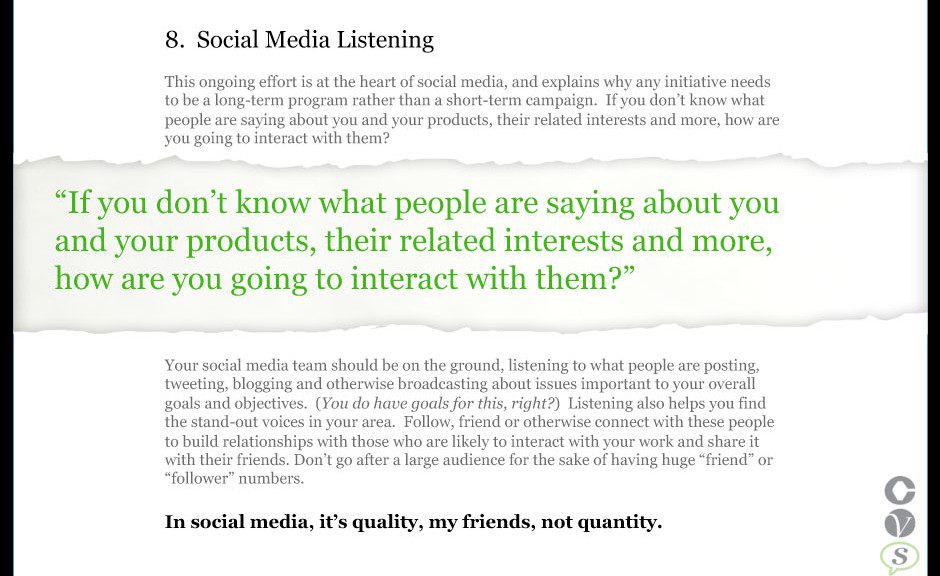 8. Social Media Listening
This ongoing effort is at the heart of social media, and explains why any initiative needs
to be a long-term program rather than a short-term campaign. If you don’t know what
people are saying about you and your products, their related interests and more, how are
you going to interact with them?
“If you don’t know what people are saying about you
and your products, their related interests and more,
how are you going to interact with them?”
Your social media team should be on the ground, listening to what people are posting,
tweeting, blogging and otherwise broadcasting about issues important to your overall
goals and objectives. (You do have goals for this, right?) Listening also helps you find
the stand-out voices in your area. Follow, friend or otherwise connect with these people
to build relationships with those who are likely to interact with your work and share it
with their friends. Don’t go after a large audience for the sake of having huge “friend” or
“follower” numbers.
In social media, it’s quality, my friends, not quantity.
C
V
S